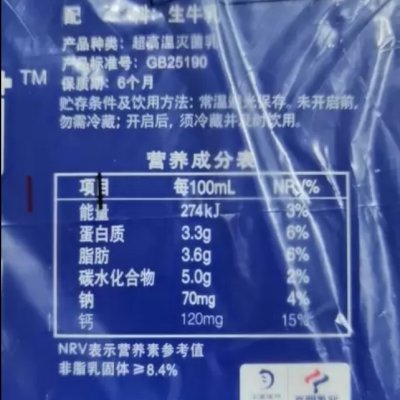 配 料：生牛乳
产品种类：超高温灭菌乳
产品标准号：GB25190
保质期：6个月
贮存条件及饮用方法：常温避光保存。未开启前，
勿需冷藏；开启后，须冷藏并及时饮用。
TM
营养成分表
项目 每100mL NRV%
能量 274kJ 3%
蛋白质 3.3g 6%
脂肪 3.6g 6%
碳水化合物 5.0g 2%
钠 70mg 4%
钙 120mg 15%
NRV表示营养素参考值
非脂乳固体≥8.4%